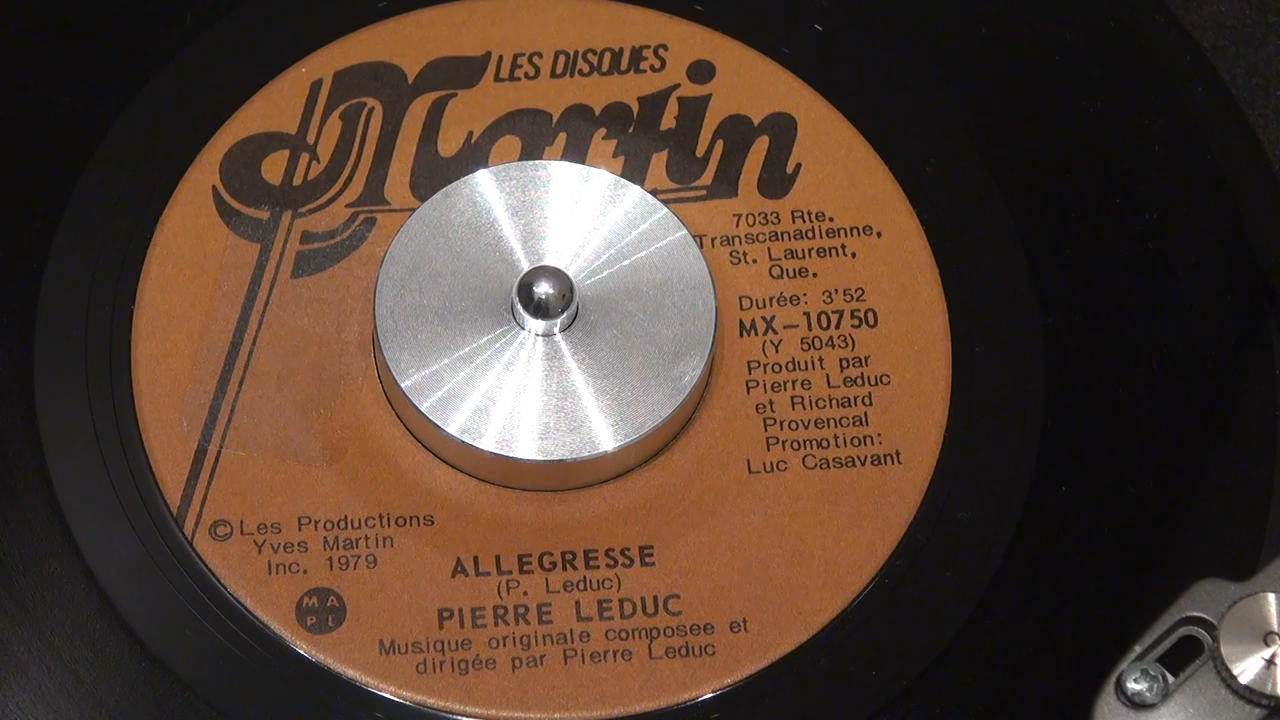 LES DISQUES
Martin
7033 Rte.
Transcanadienne,
St. Laurent,
Que.
Durée: 3'52
MX-10750
(Y 5043)
Produit par
Pierre Leduc
et Richard
Provencal
Promotion:
Luc Casavant
© Les Productions
Yves Martin
Inc. 1979
MA
PL
ALLEGRESSE
(P. Leduc)
PIERRE LEDUC
Musique originale composee et
dirigée par Pierre Leduc